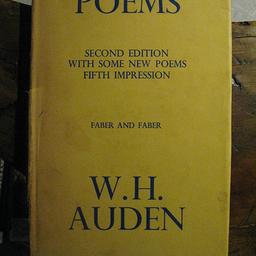 POEMS
SECOND EDITION
WITH SOME NEW POEMS
FIFTH IMPRESSION
FABER AND FABER
W.H.
AUDEN